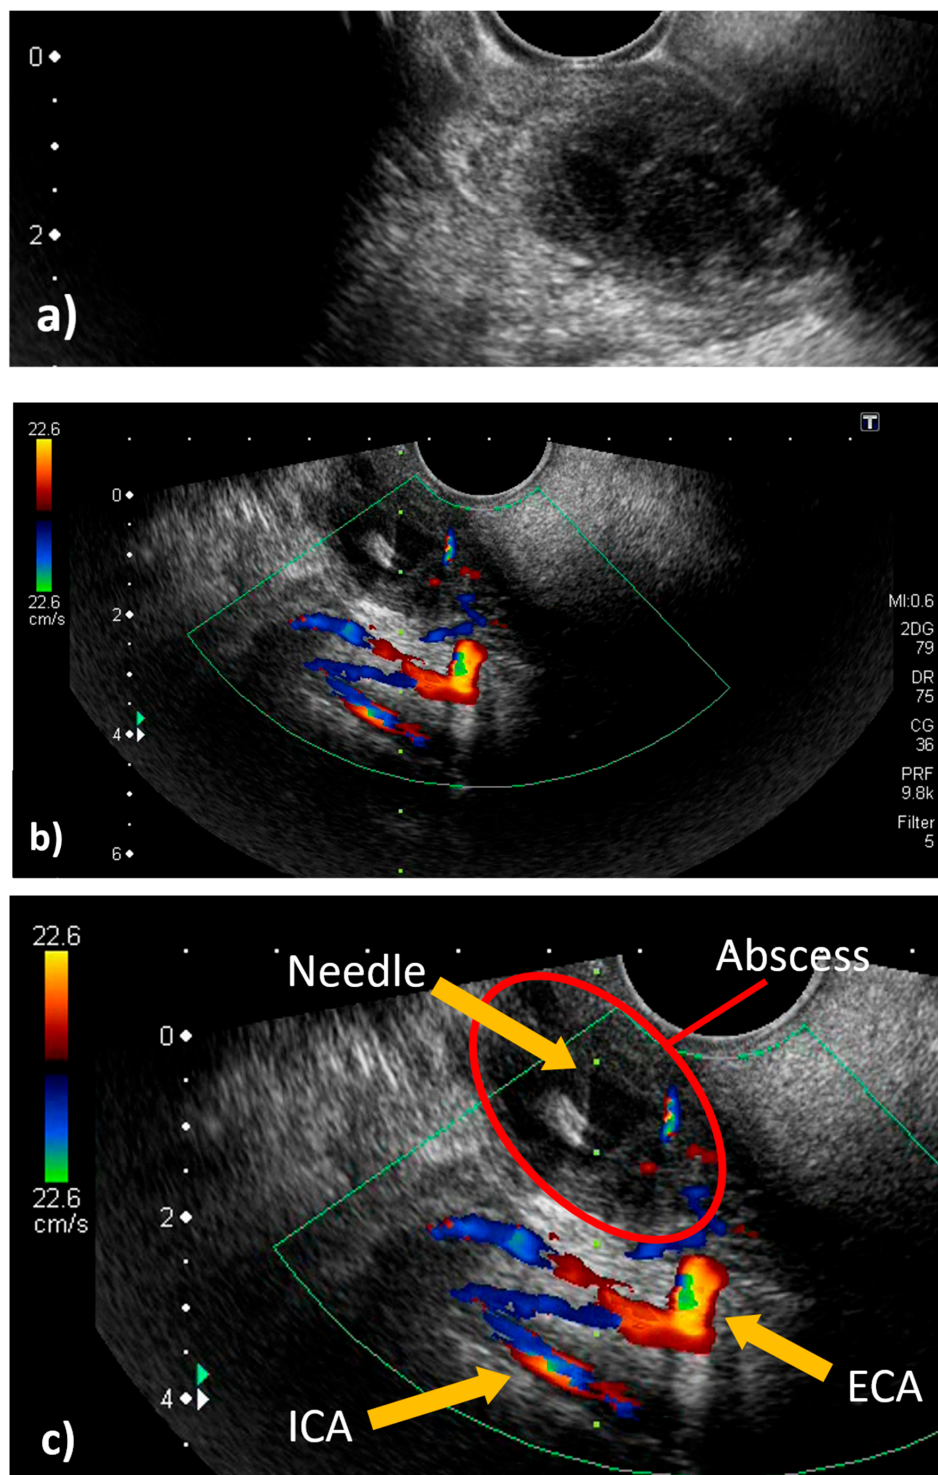 0
2
a)
T
22.6
0
22.6
cm/s
2
4
6
MI:0.6
2DG
79
DR
75
CG
36
PRF
9.8k
Filter
5
b)
22.6
Needle
Abscess
0
22.6
cm/s
2
4
ICA
ECA
c)